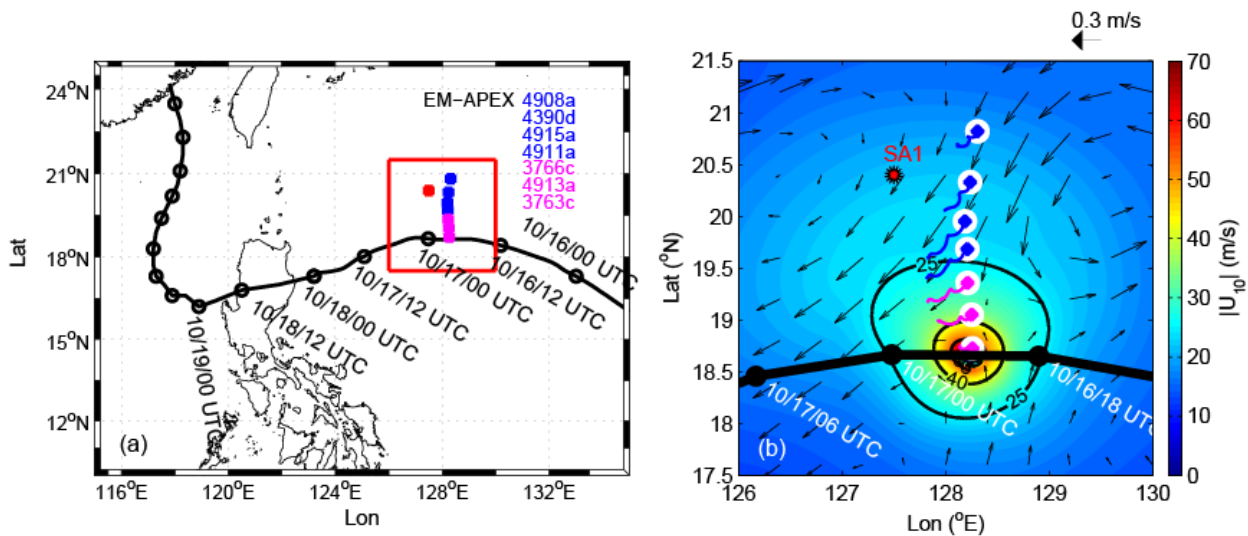 24°N
21°N
18°N
15°N
12°N
Lat
116°E
120°E
124°E
128°E
132°E
Lon
(a)
EM-APEX
4908a
4390d
4915a
4911a
3766c
4913a
3763c
10/16/00 UTC
10/16/12 UTC
10/17/00 UTC
10/17/12 UTC
10/18/00 UTC
10/18/12 UTC
10/19/00 UTC
0.3 m/s
21.5
21
20.5
20
19.5
19
18.5
18
17.5
Lat (°N)
126
127
128
129
130
Lon (°E)
SA1
25
40
25
10/16/18 UTC
10/17/00 UTC
10/17/06 UTC
(b)
70
60
50
40
30
20
10
0
|U10| (m/s)